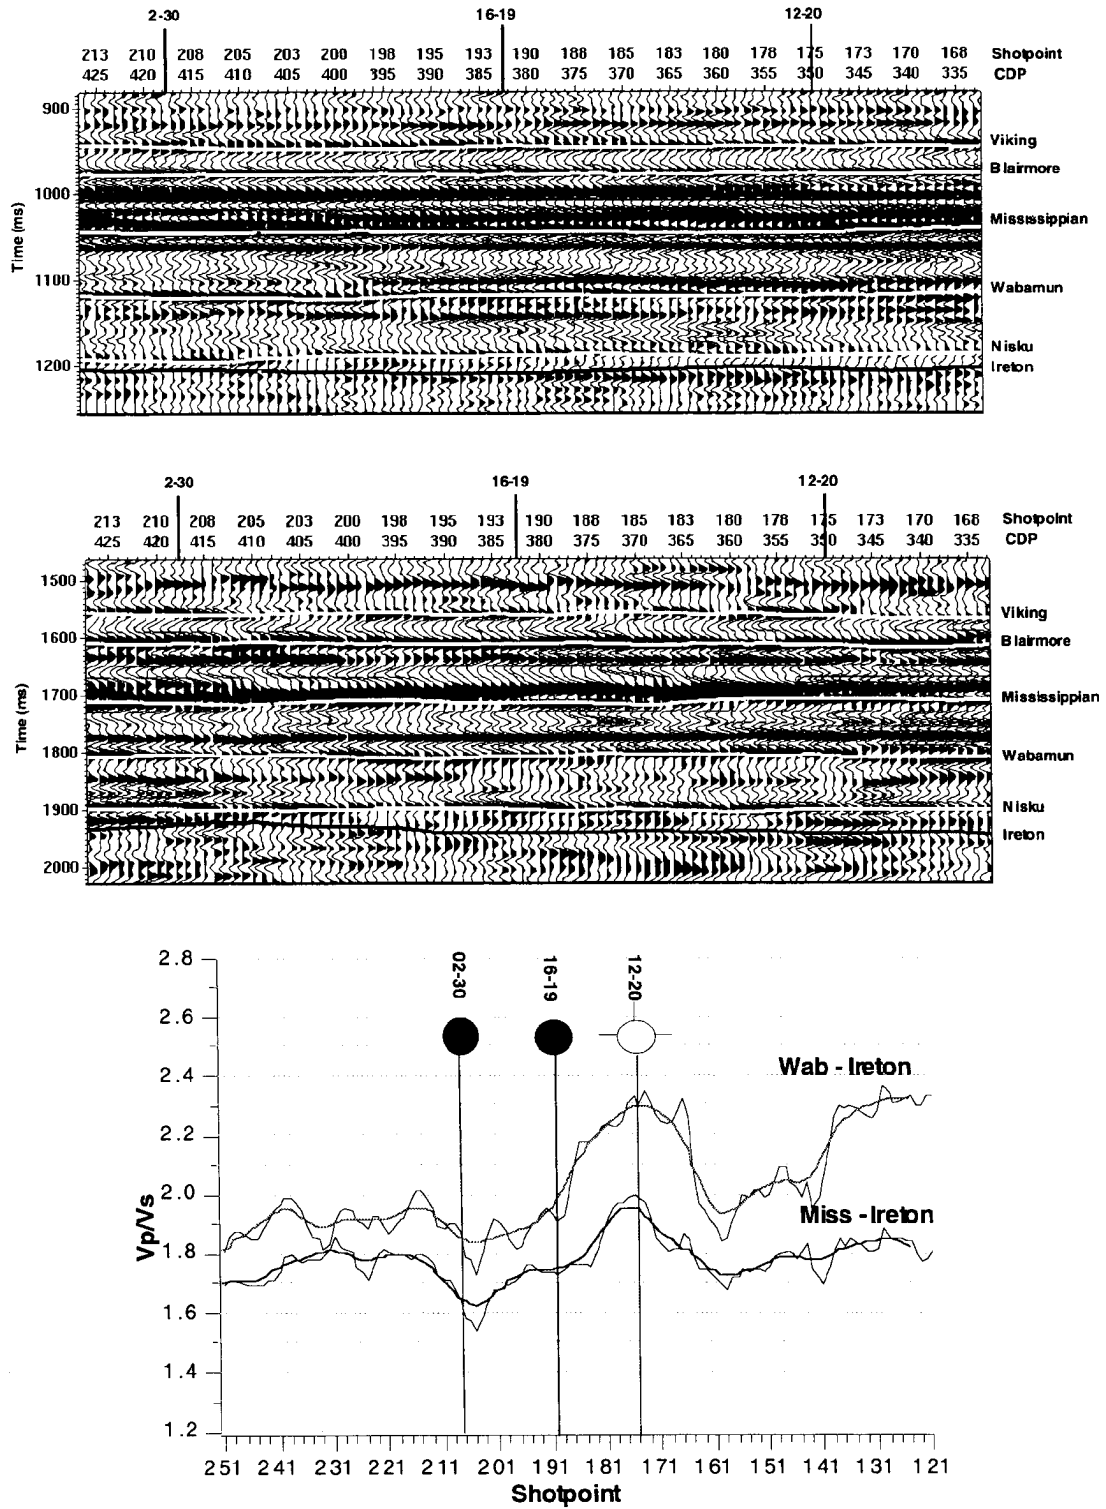 2-30 16-19 12-20
213 210 208 205 203 200 198 195 193 190 188 185 183 180 178 175 173 170 168 Shotpoint
425 420 415 410 405 400 395 390 385 380 375 370 365 360 355 350 345 340 335 CDP
900
Viking
Blairmore
1000
Mississippian
Time (ms)
1100
Wabamun
Nisku
1200
Ireton
2-30 16-19 12-20
213 210 208 205 203 200 198 195 193 190 188 185 183 180 178 175 173 170 168 Shotpoint
425 420 415 410 405 400 395 390 385 380 375 370 365 360 355 350 345 340 335 CDP
1500
Viking
1600
Blairmore
1700
Mississippian
Time (ms)
1800
Wabamun
1900
Nisku
Ireton
2000
2.8
02-30 16-19 12-20
2.6
2.4
Wab - Ireton
2.2
2.0
Vp/Vs
Miss - Ireton
1.8
1.6
1.4
1.2
251 241 231 221 211 201 191 181 171 161 151 141 131 121
Shotpoint